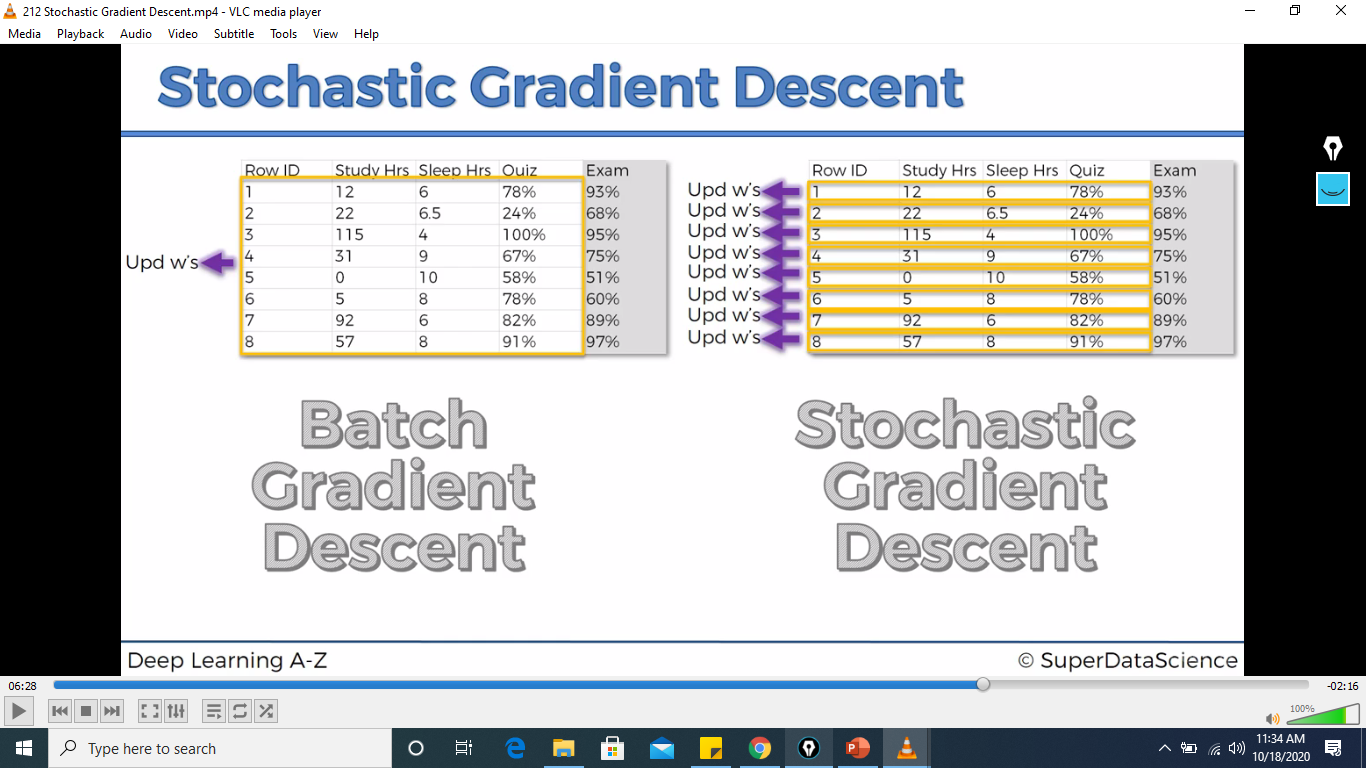 212 Stochastic Gradient Descent.mp4 - VLC media player
Media Playback Audio Video Subtitle Tools View Help
Stochastic Gradient Descent
Row ID Study Hrs Sleep Hrs Quiz Exam
1 12 6 78% 93%
2 22 6.5 24% 68%
3 115 4 100% 95%
4 31 9 67% 75%
5 0 10 58% 51%
6 5 8 78% 60%
7 92 6 82% 89%
8 57 8 91% 97%
Upd w's
Row ID Study Hrs Sleep Hrs Quiz Exam
Upd w's 1 12 6 78% 93%
Upd w's 2 22 6.5 24% 68%
Upd w's 3 115 4 100% 95%
Upd w's 4 31 9 67% 75%
Upd w's 5 0 10 58% 51%
Upd w's 6 5 8 78% 60%
Upd w's 7 92 6 82% 89%
Upd w's 8 57 8 91% 97%
Batch
Gradient
Descent
Stochastic
Gradient
Descent
Deep Learning A-Z
© SuperDataScience
06:28
-02:16
100%
Type here to search
11:34 AM
10/18/2020